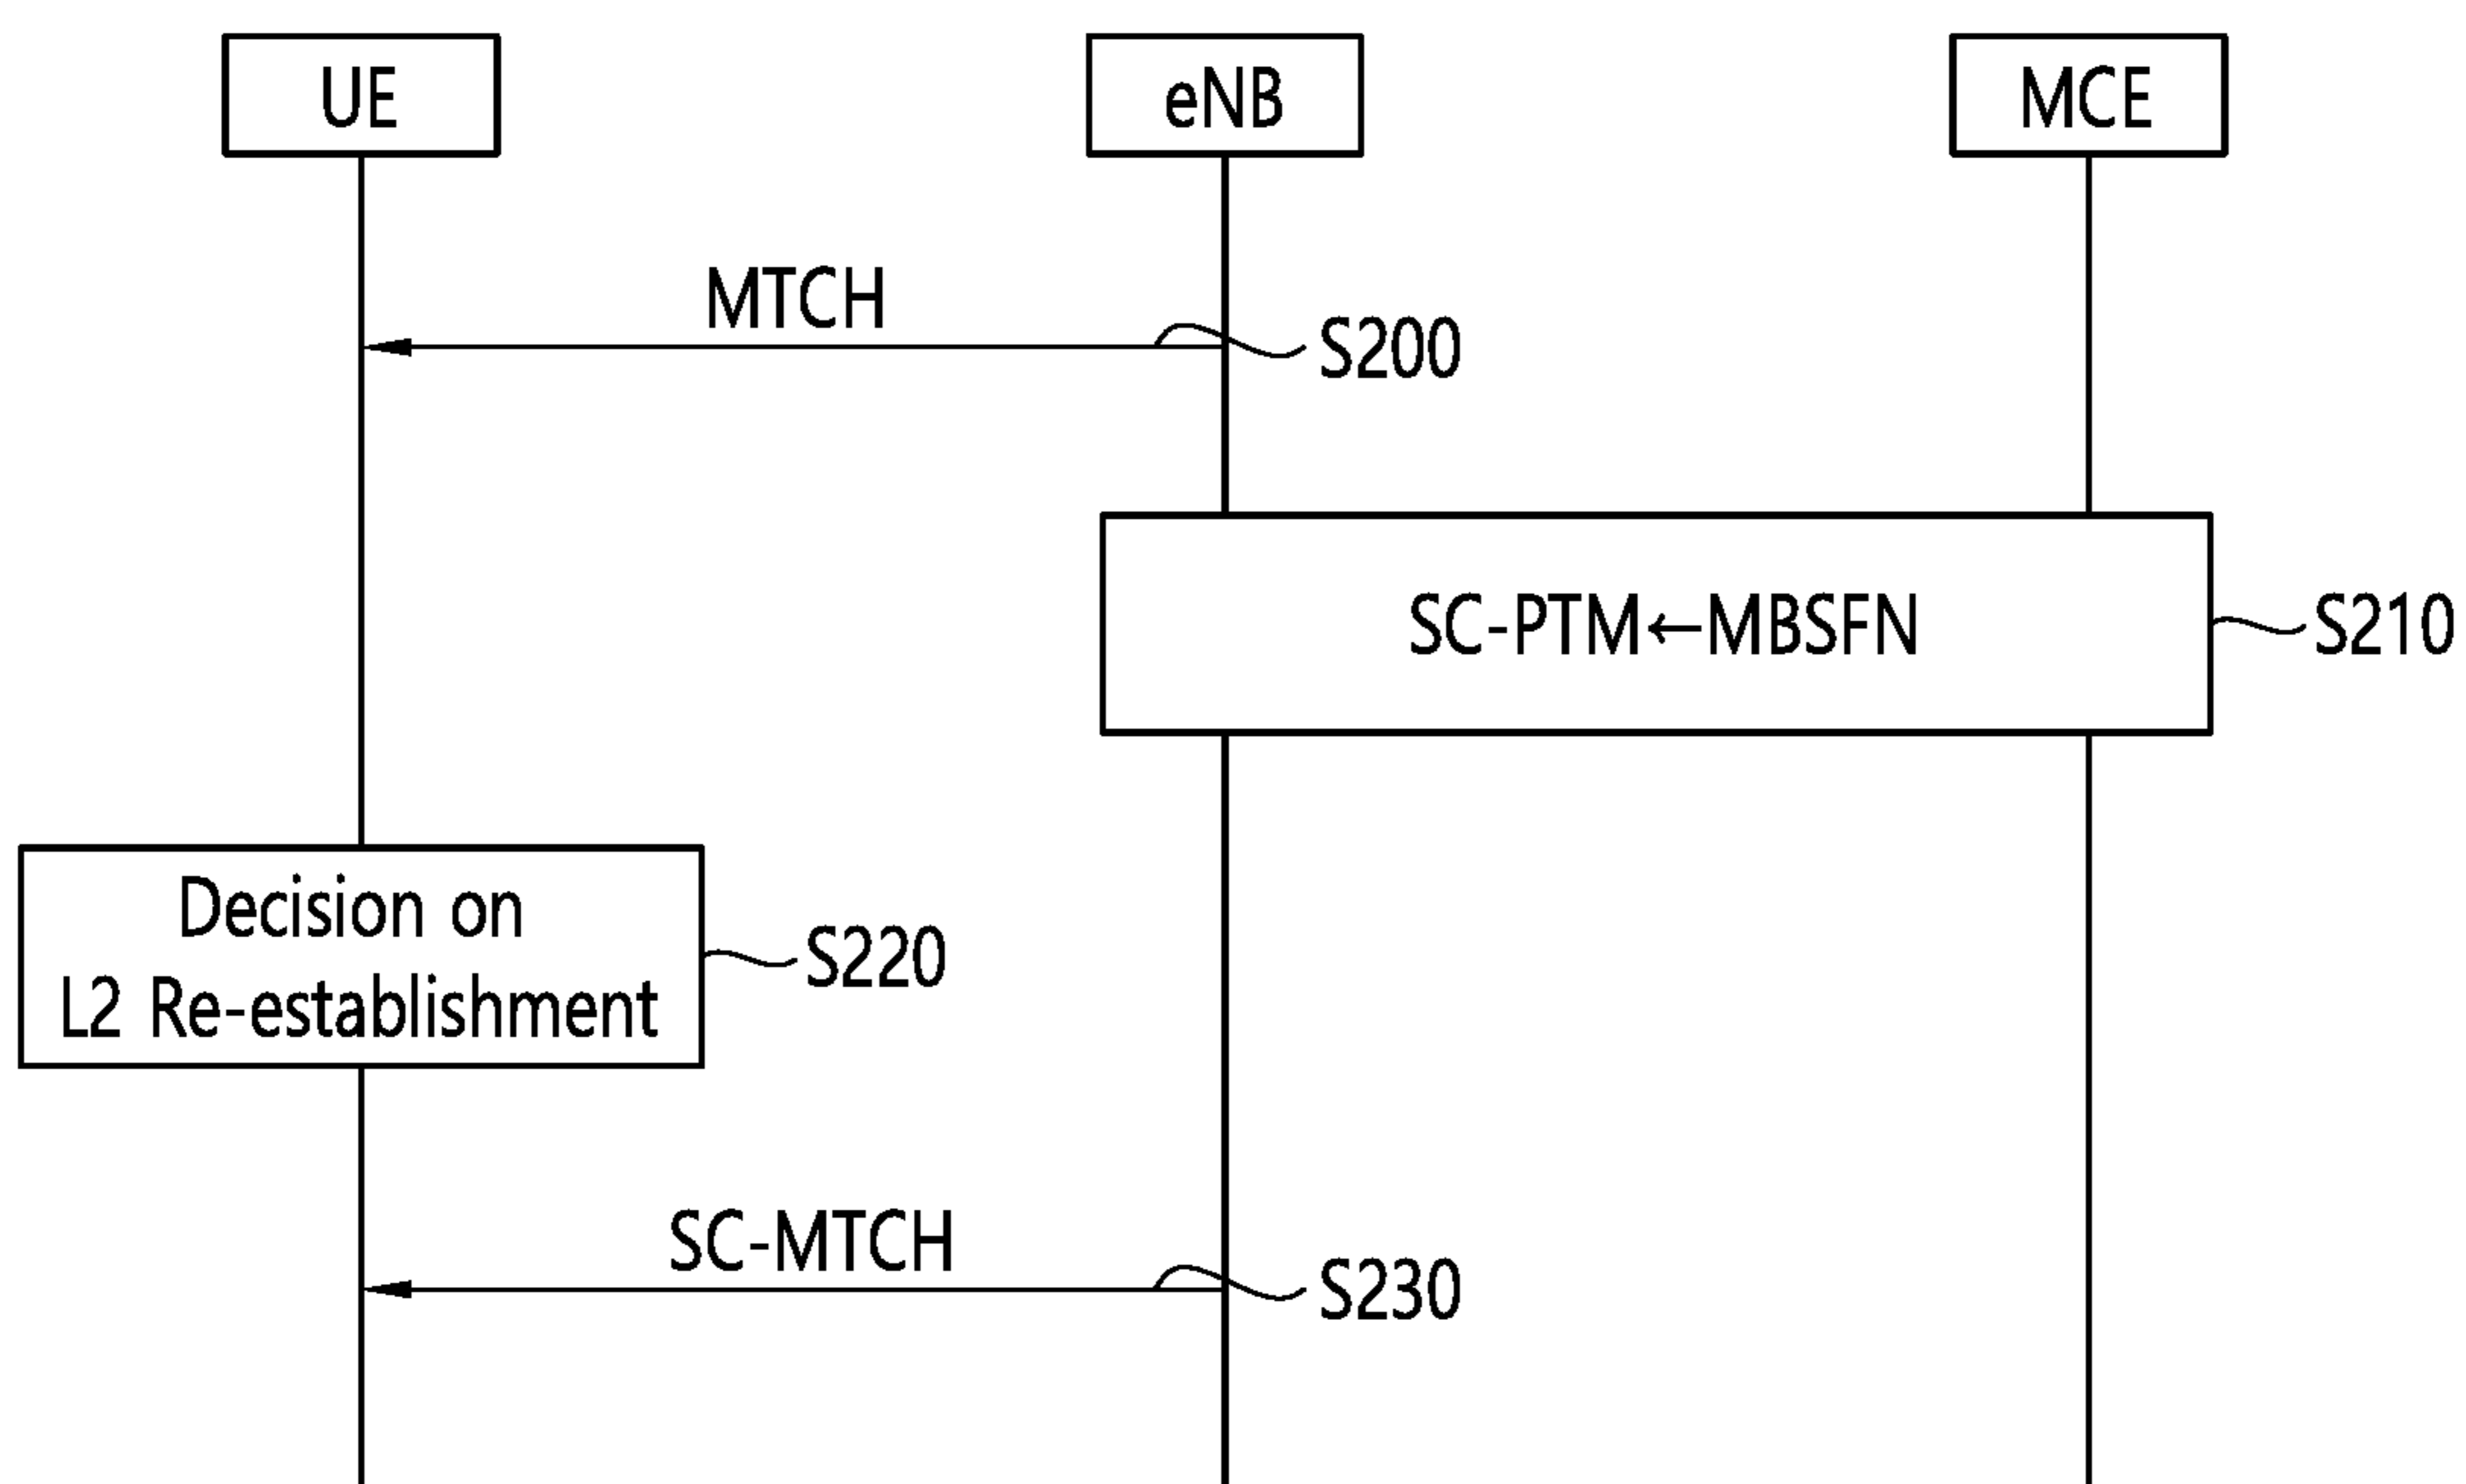 UE
eNB
MCE
MTCH
S200
SC-PTM←MBSFN
S210
Decision on
L2 Re-establishment
S220
SC-MTCH
S230